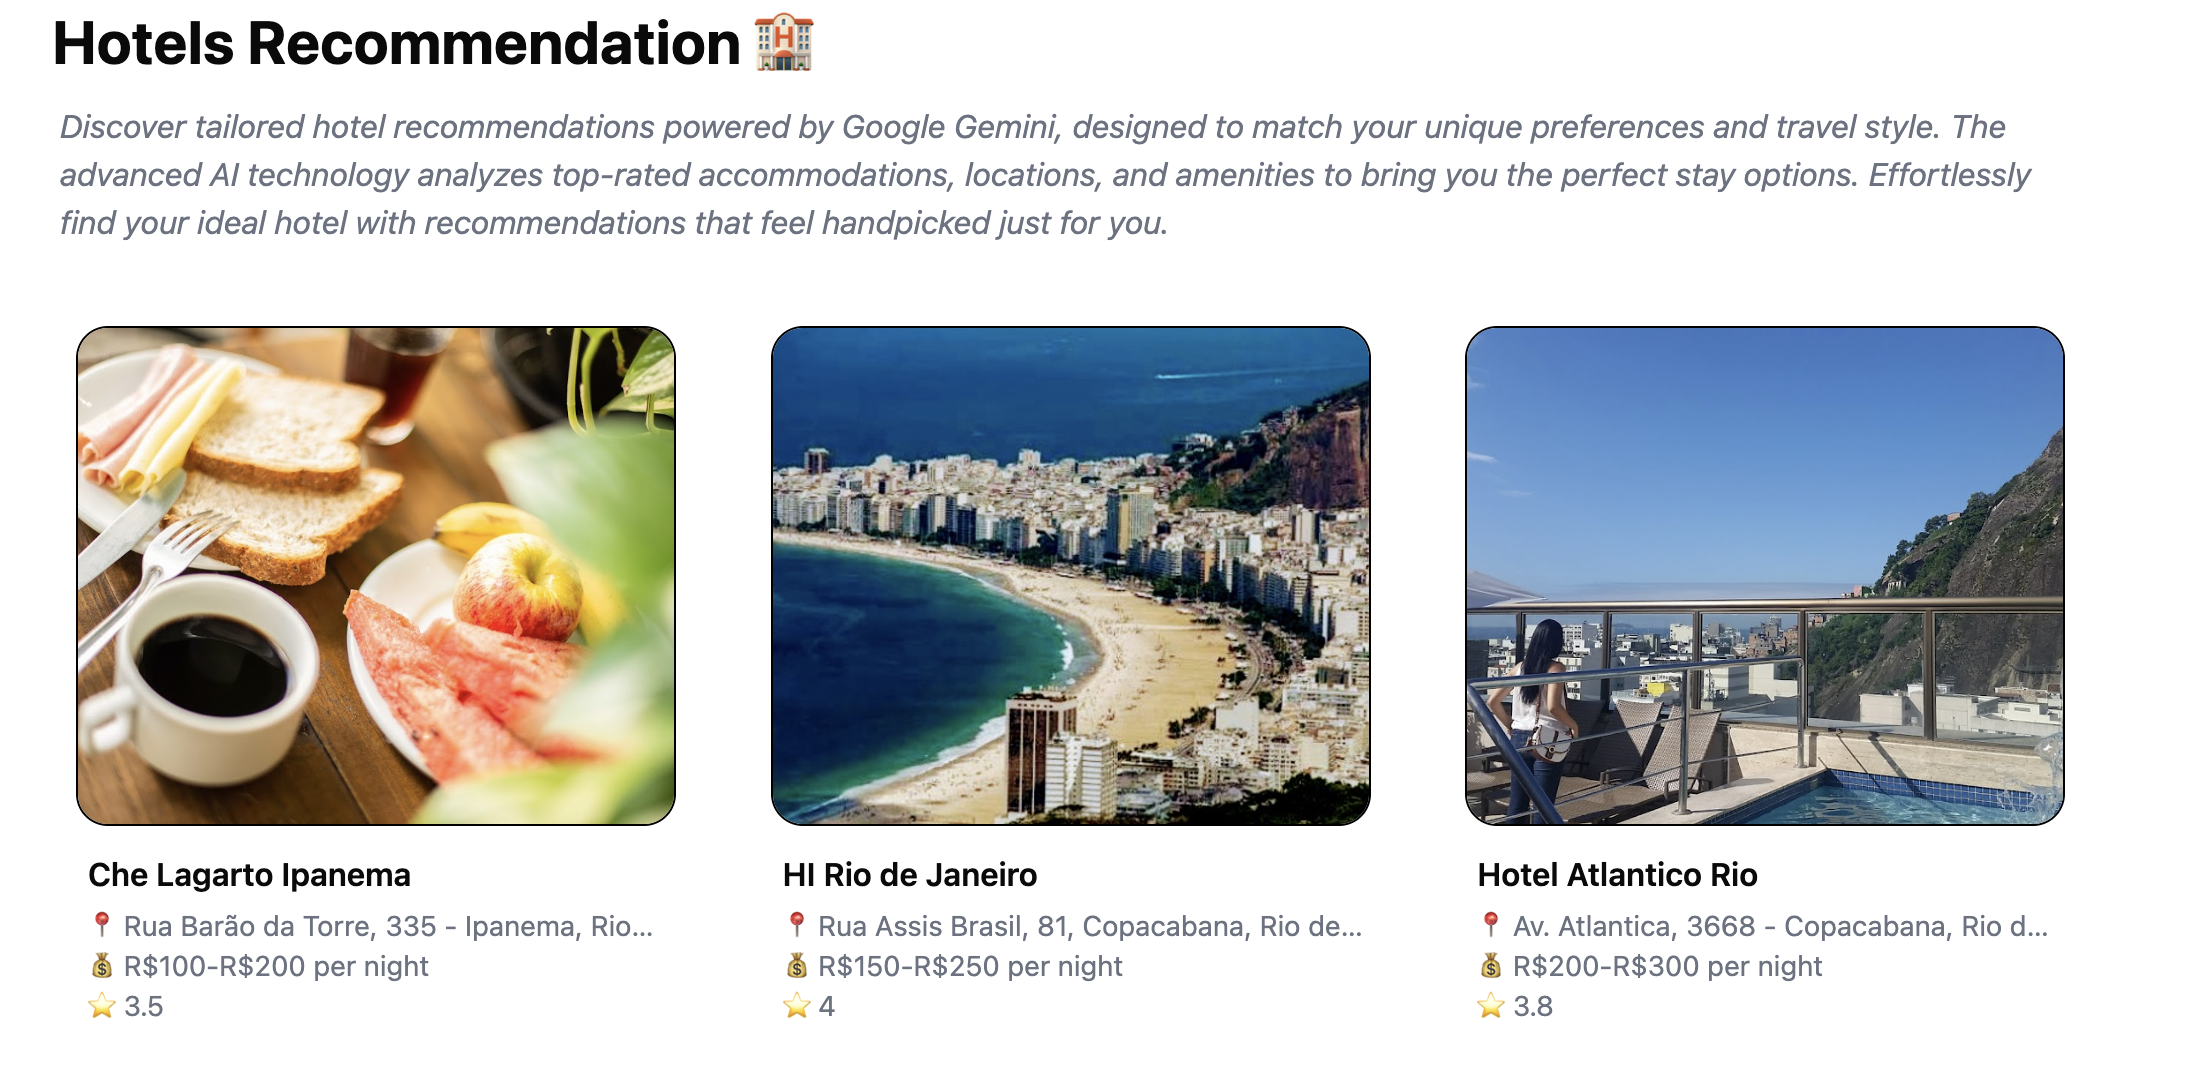 Hotels Recommendation 🏨
Discover tailored hotel recommendations powered by Google Gemini, designed to match your unique preferences and travel style. The
advanced AI technology analyzes top-rated accommodations, locations, and amenities to bring you the perfect stay options. Effortlessly
find your ideal hotel with recommendations that feel handpicked just for you.
Che Lagarto Ipanema
📍 Rua Barão da Torre, 335 - Ipanema, Rio...
💰 R$100-R$200 per night
⭐ 3.5
HI Rio de Janeiro
📍 Rua Assis Brasil, 81, Copacabana, Rio de...
💰 R$150-R$250 per night
⭐ 4
Hotel Atlantico Rio
📍 Av. Atlantica, 3668 - Copacabana, Rio d...
💰 R$200-R$300 per night
⭐ 3.8